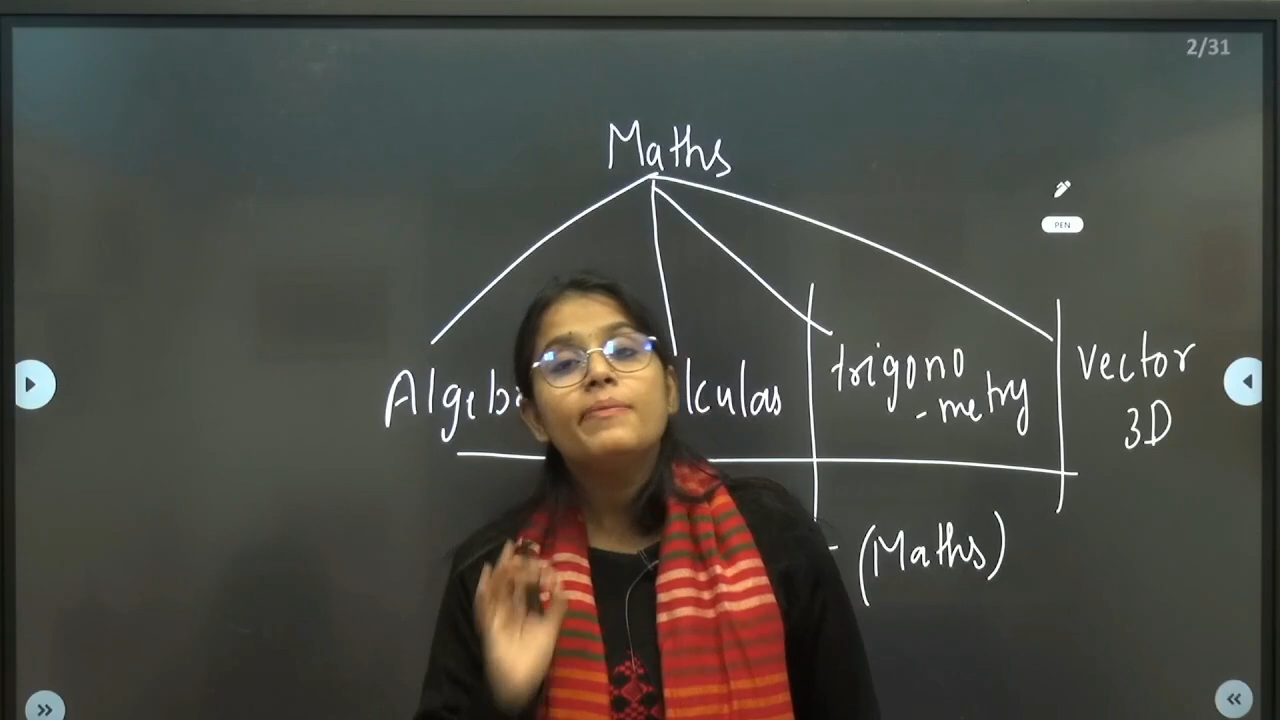 2/31
Maths
PEN
Algeb
lculas
trigono
-metry
vector
3D
- (Maths)